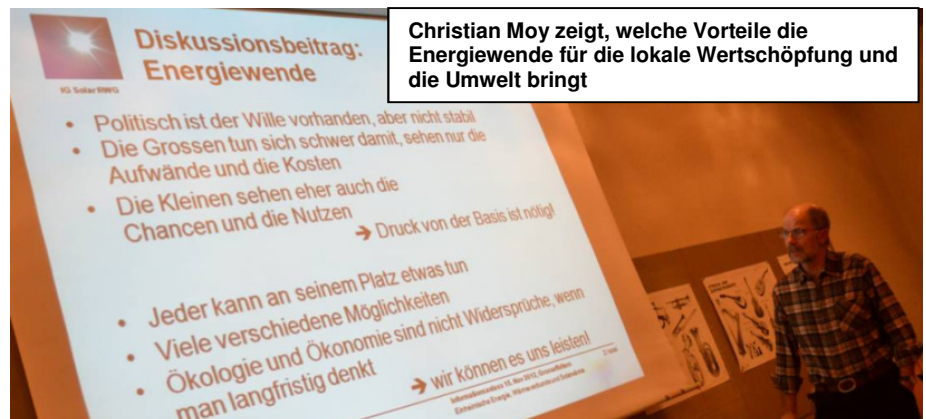 Christian Moy zeigt, welche Vorteile die
Energiewende für die lokale Wertschöpfung und
die Umwelt bringt
Diskussionsbeitrag:
Energiewende
IG Solar RWG
• Politisch ist der Wille vorhanden, aber nicht stabil
• Die Grossen tun sich schwer damit, sehen nur die
Aufwände und die Kosten
• Die Kleinen sehen eher auch die
Chancen und die Nutzen
➔ Druck von der Basis ist nötig!
• Jeder kann an seinem Platz etwas tun
• Viele verschiedene Möglichkeiten
• Ökologie und Ökonomie sind nicht Widersprüche, wenn
man langfristig denkt
➔ wir können es uns leisten!